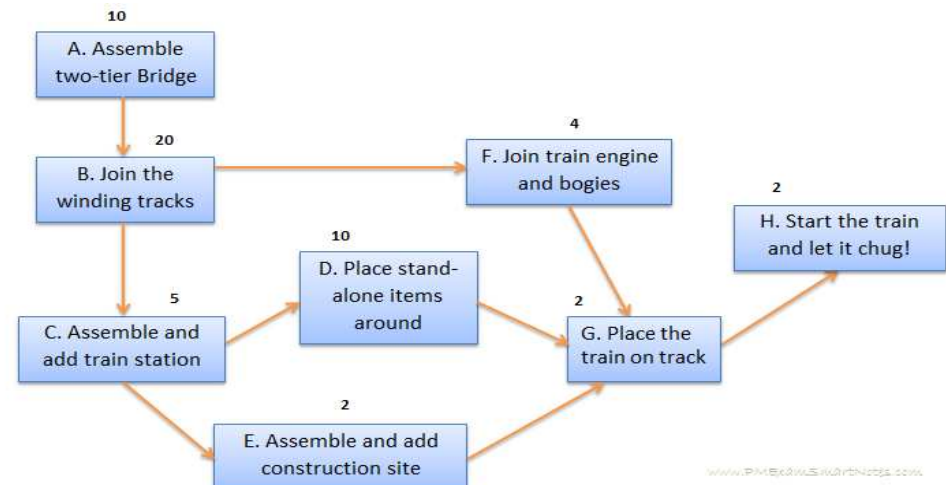 10
A. Assemble
two-tier Bridge
20
B. Join the
winding tracks
4
F. Join train engine
and bogies
2
H. Start the train
and let it chug!
10
D. Place stand-
alone items
around
5
C. Assemble and
add train station
2
G. Place the
train on track
2
E. Assemble and add
construction site
www.PMExamSmartNotes.com